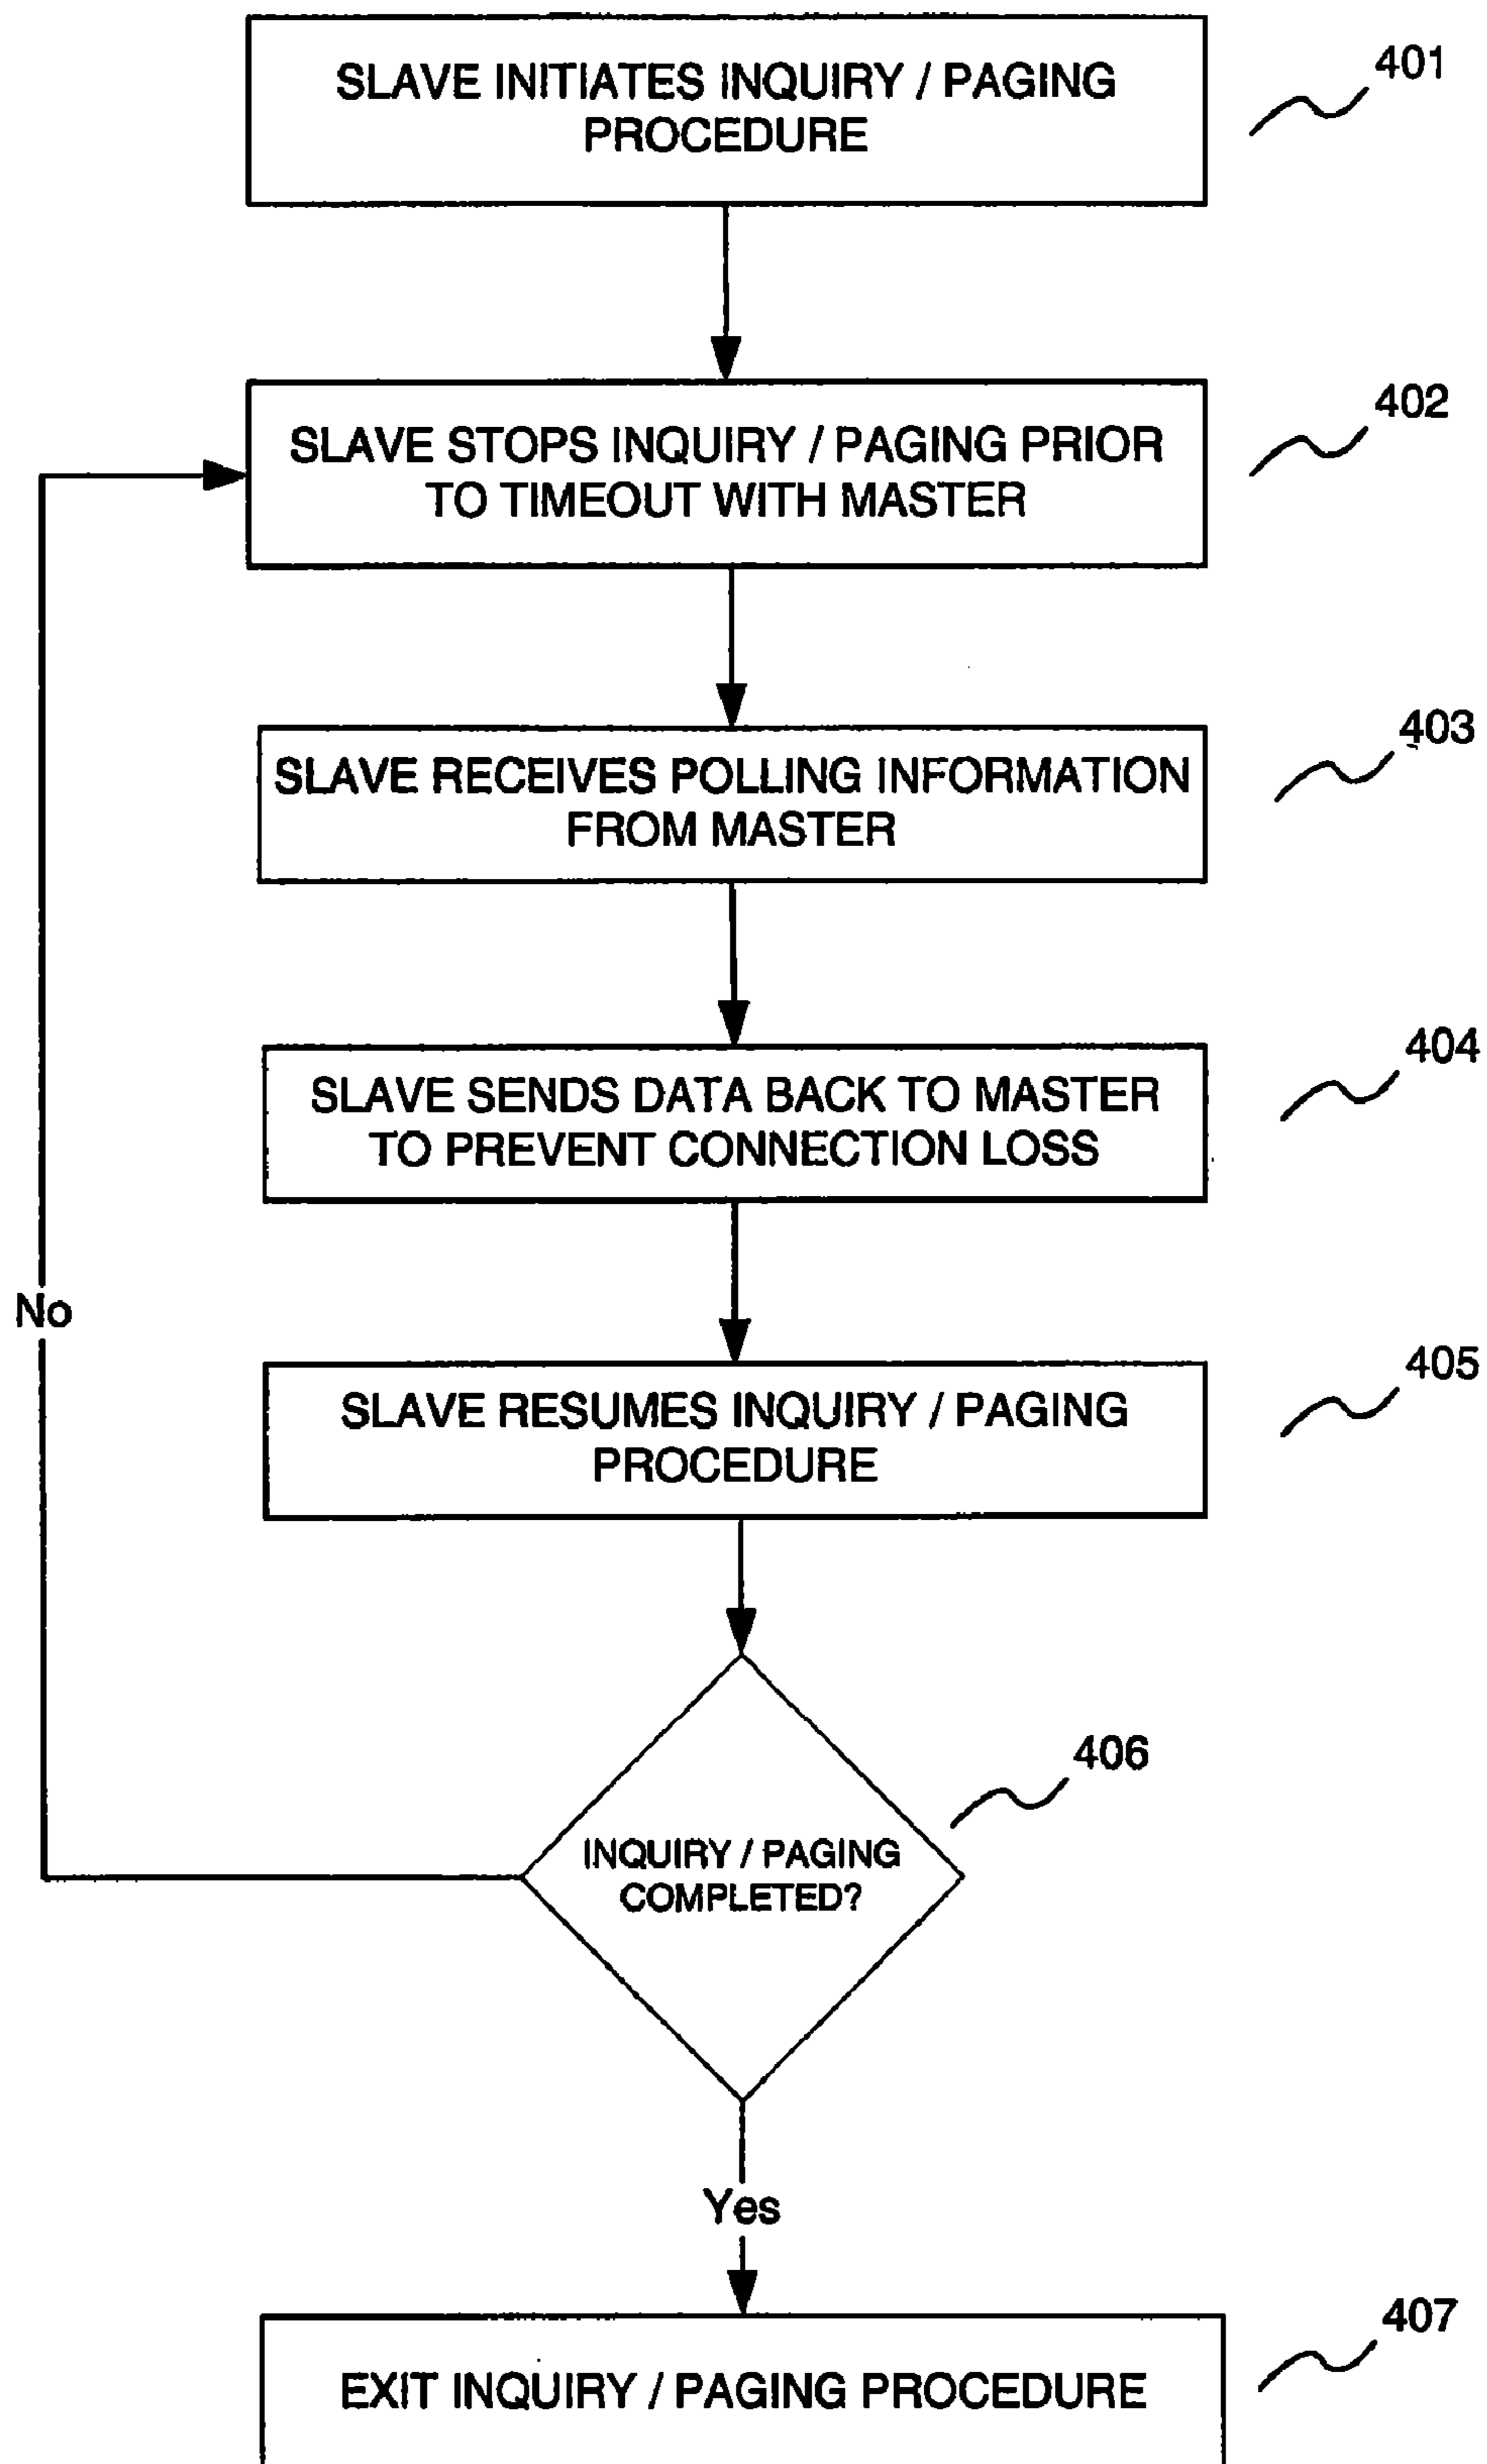 SLAVE INITIATES INQUIRY / PAGING
PROCEDURE
401
SLAVE STOPS INQUIRY / PAGING PRIOR
TO TIMEOUT WITH MASTER
402
SLAVE RECEIVES POLLING INFORMATION
FROM MASTER
403
SLAVE SENDS DATA BACK TO MASTER
TO PREVENT CONNECTION LOSS
404
No
SLAVE RESUMES INQUIRY / PAGING
PROCEDURE
405
INQUIRY / PAGING
COMPLETED?
406
Yes
EXIT INQUIRY / PAGING PROCEDURE
407